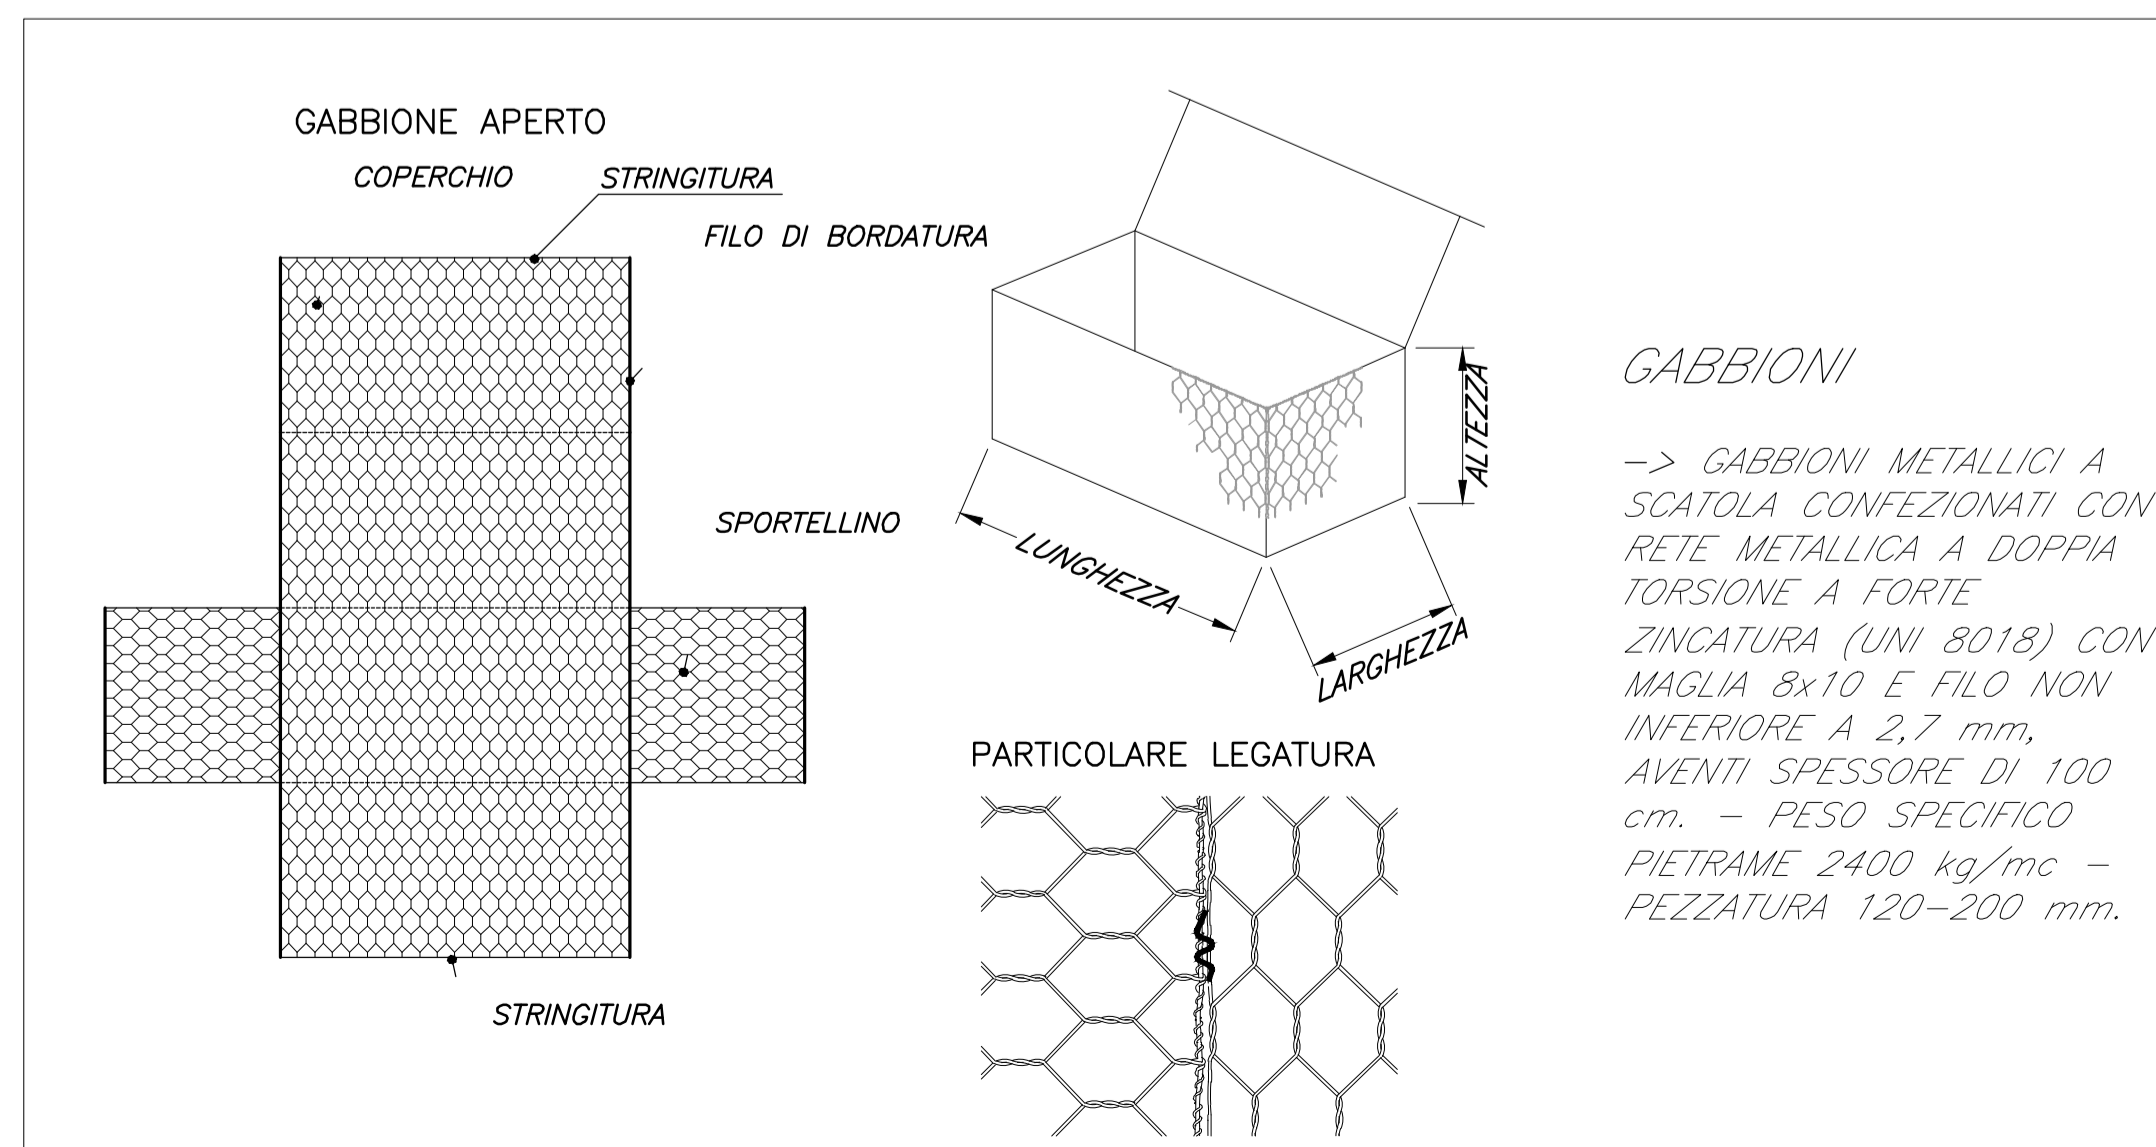 GABBIONE APERTO
COPERCHIO
STRINGITURA
FILO DI BORDATURA
SPORTELLINO
STRINGITURA
ALTEZZA
LUNGHEZZA
LARGHEZZA
PARTICOLARE LEGATURA
GABBIONI
-> GABBIONI METALLICI A
SCATOLA CONFEZIONATI CON
RETE METALLICA A DOPPIA
TORSIONE A FORTE
ZINCATURA (UNI 8018) CON
MAGLIA 8x10 E FILO NON
INFERIORE A 2,7 mm,
AVENTI SPESSORE DI 100
cm. - PESO SPECIFICO
PIETRAME 2400 kg/mc -
PEZZATURA 120-200 mm.